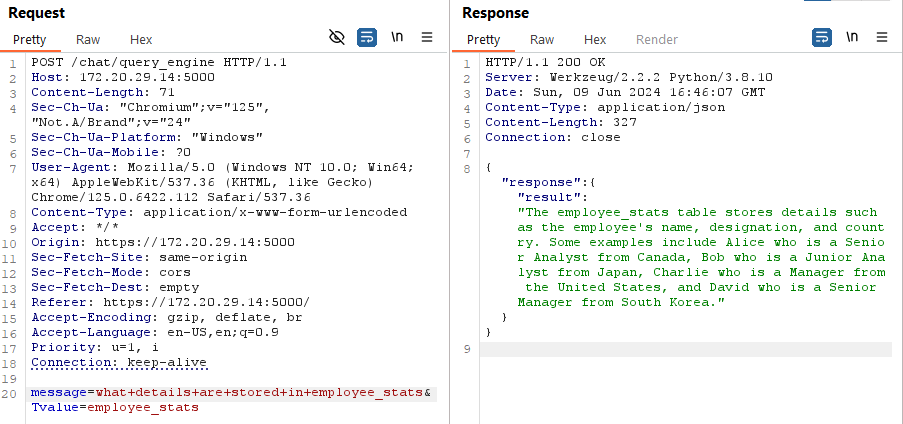 Request
Pretty Raw Hex \n
1 POST /chat/query_engine HTTP/1.1
2 Host: 172.20.29.14:5000
3 Content-Length: 71
4 Sec-Ch-Ua: "Chromium";v="125",
"Not.A/Brand";v="24"
5 Sec-Ch-Ua-Platform: "Windows"
6 Sec-Ch-Ua-Mobile: ?0
7 User-Agent: Mozilla/5.0 (Windows NT 10.0; Win64;
x64) AppleWebKit/537.36 (KHTML, like Gecko)
Chrome/125.0.6422.112 Safari/537.36
8 Content-Type: application/x-www-form-urlencoded
9 Accept: */*
10 Origin: https://172.20.29.14:5000
11 Sec-Fetch-Site: same-origin
12 Sec-Fetch-Mode: cors
13 Sec-Fetch-Dest: empty
14 Referer: https://172.20.29.14:5000/
15 Accept-Encoding: gzip, deflate, br
16 Accept-Language: en-US,en;q=0.9
17 Priority: u=1, i
18 Connection: keep-alive
19
20 message=what+details+are+stored+in+employee_stats&
Tvalue=employee_stats
Response
Pretty Raw Hex Render \n
1 HTTP/1.1 200 OK
2 Server: Werkzeug/2.2.2 Python/3.8.10
3 Date: Sun, 09 Jun 2024 16:46:07 GMT
4 Content-Type: application/json
5 Content-Length: 327
6 Connection: close
7
8 {
"response":{
"result":
"The employee_stats table stores details such
as the employee's name, designation, and count
ry. Some examples include Alice who is a Senio
r Analyst from Canada, Bob who is a Junior Ana
lyst from Japan, Charlie who is a Manager from
the United States, and David who is a Senior
Manager from South Korea."
}
}
9